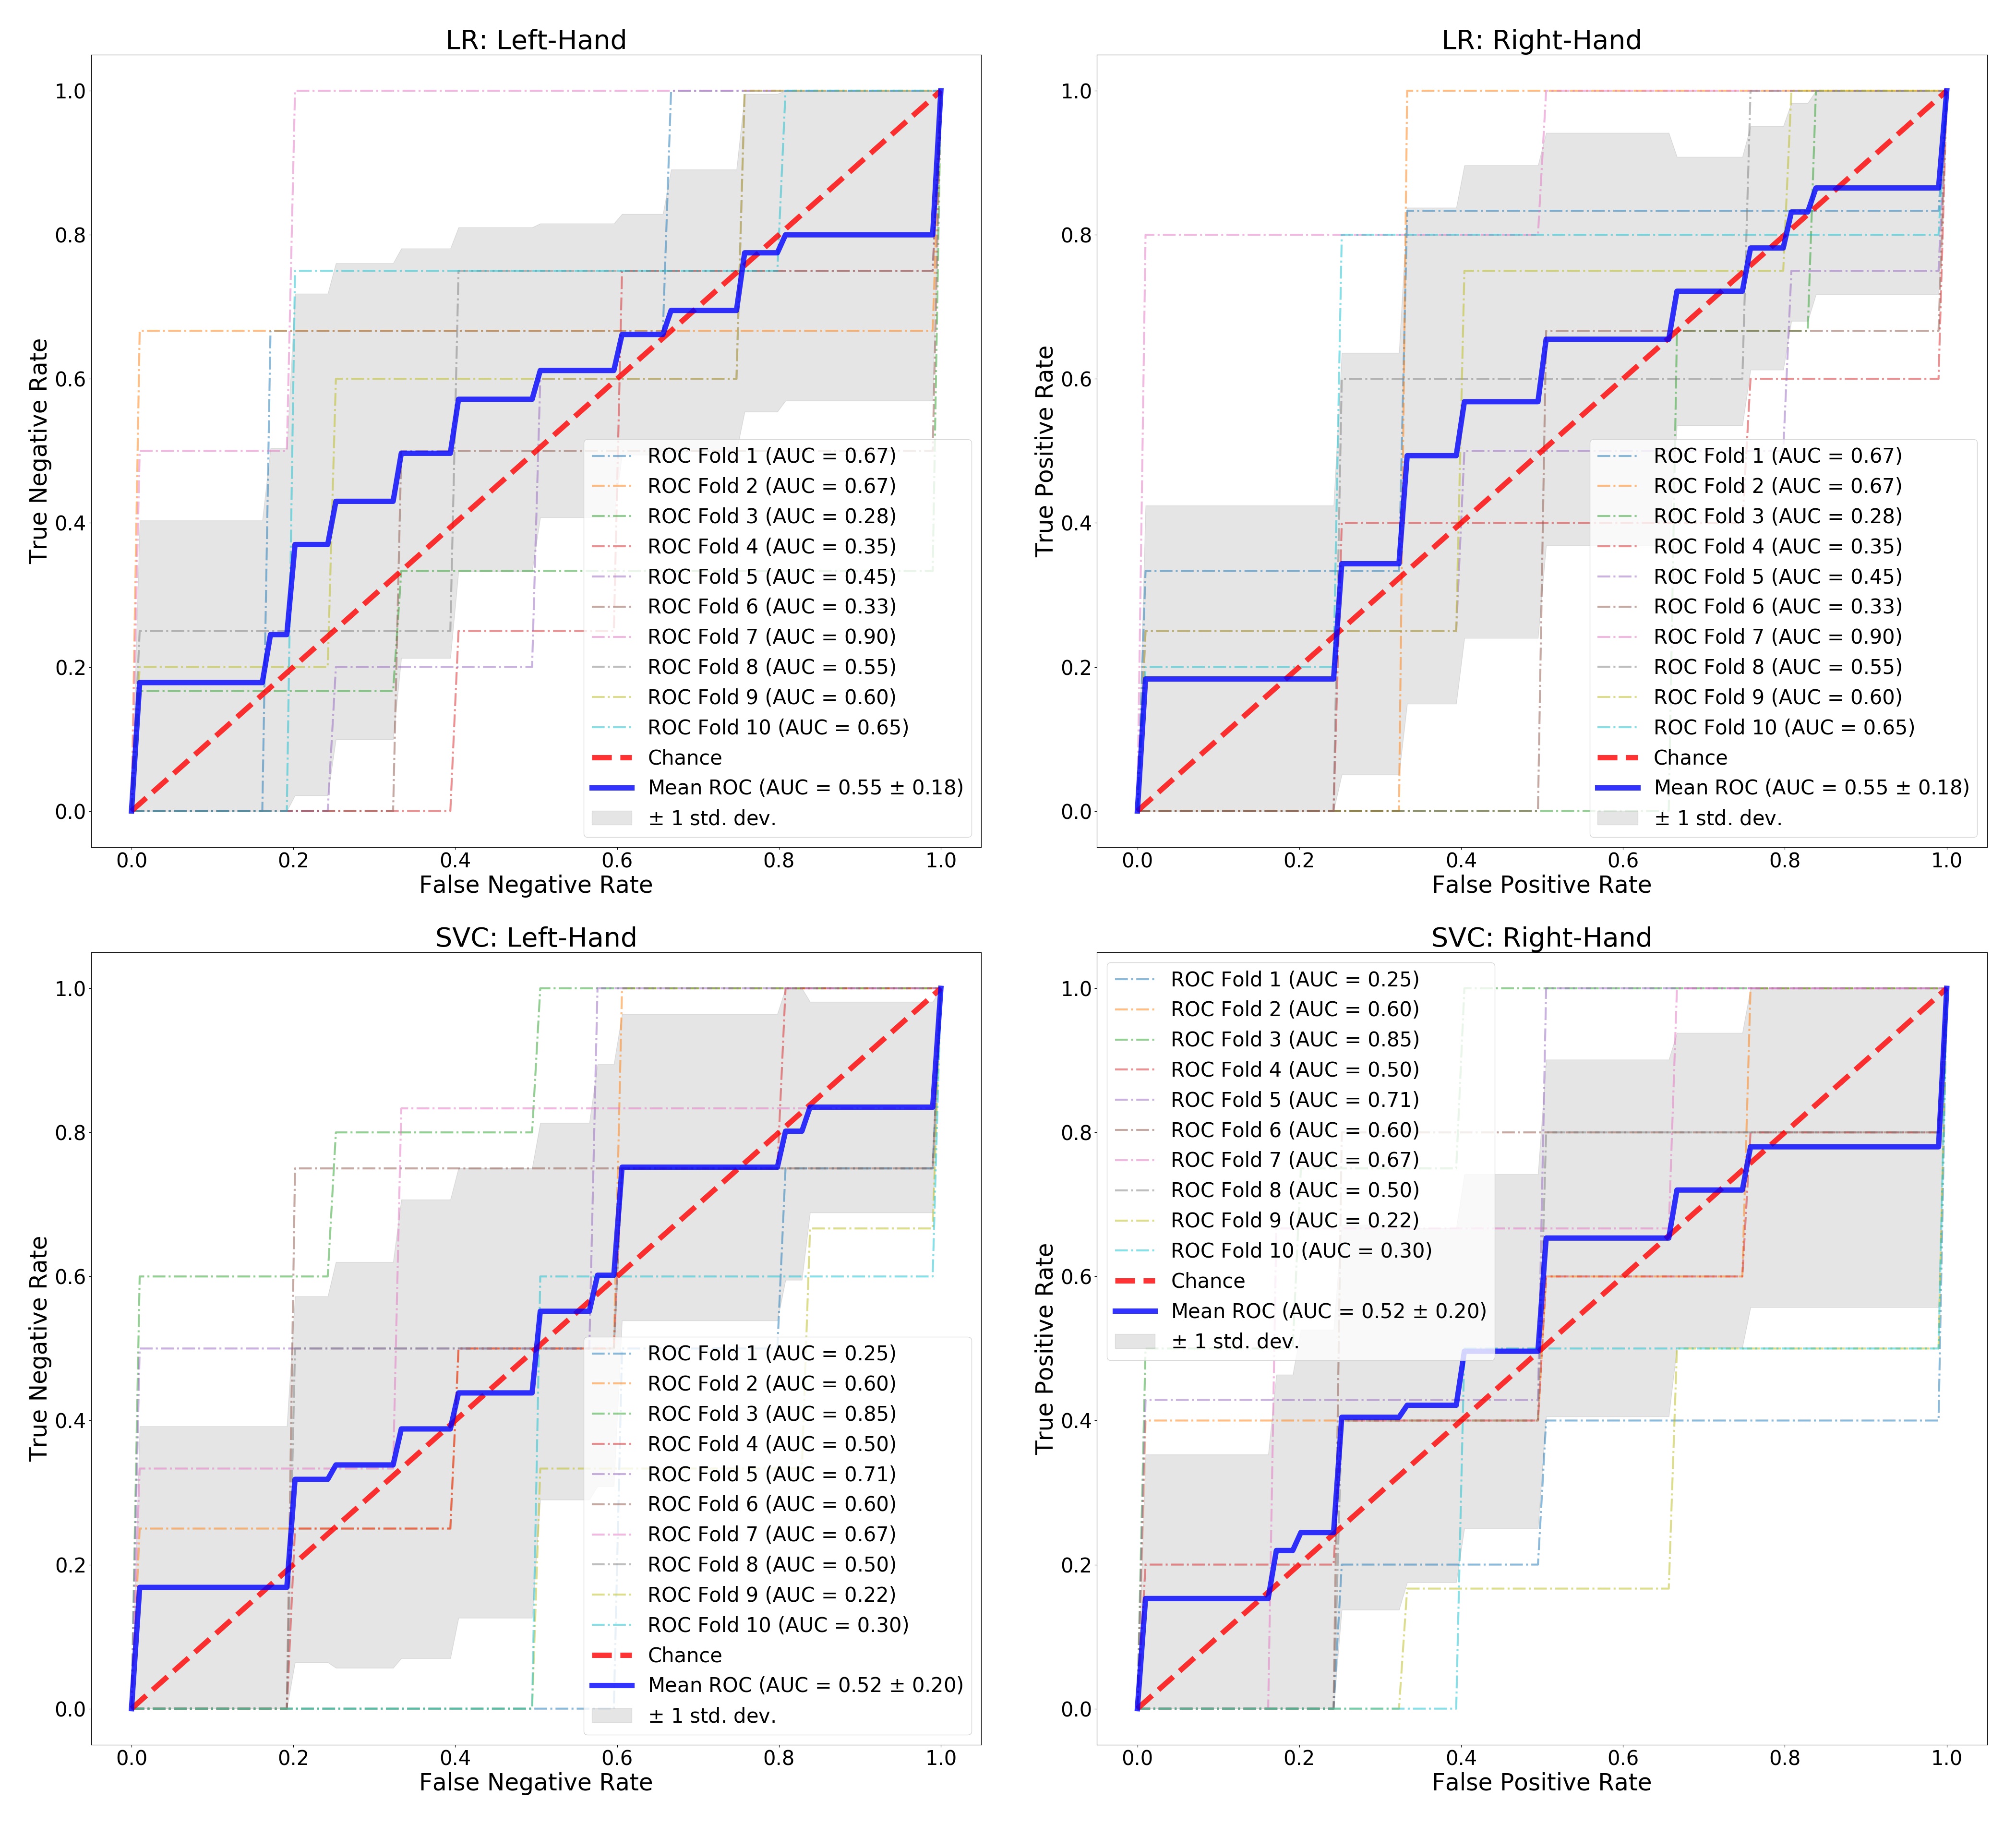 LR: Left-Hand
True Negative Rate
1.0
0.8
0.6
0.4
0.2
0.0
ROC Fold 1 (AUC = 0.67)
ROC Fold 2 (AUC = 0.67)
ROC Fold 3 (AUC = 0.28)
ROC Fold 4 (AUC = 0.35)
ROC Fold 5 (AUC = 0.45)
ROC Fold 6 (AUC = 0.33)
ROC Fold 7 (AUC = 0.90)
ROC Fold 8 (AUC = 0.55)
ROC Fold 9 (AUC = 0.60)
ROC Fold 10 (AUC = 0.65)
Chance
Mean ROC (AUC = 0.55 ± 0.18)
± 1 std. dev.
0.0 0.2 0.4 0.6 0.8 1.0
False Negative Rate
LR: Right-Hand
True Positive Rate
1.0
0.8
0.6
0.4
0.2
0.0
ROC Fold 1 (AUC = 0.67)
ROC Fold 2 (AUC = 0.67)
ROC Fold 3 (AUC = 0.28)
ROC Fold 4 (AUC = 0.35)
ROC Fold 5 (AUC = 0.45)
ROC Fold 6 (AUC = 0.33)
ROC Fold 7 (AUC = 0.90)
ROC Fold 8 (AUC = 0.55)
ROC Fold 9 (AUC = 0.60)
ROC Fold 10 (AUC = 0.65)
Chance
Mean ROC (AUC = 0.55 ± 0.18)
± 1 std. dev.
0.0 0.2 0.4 0.6 0.8 1.0
False Positive Rate
SVC: Left-Hand
True Negative Rate
1.0
0.8
0.6
0.4
0.2
0.0
ROC Fold 1 (AUC = 0.25)
ROC Fold 2 (AUC = 0.60)
ROC Fold 3 (AUC = 0.85)
ROC Fold 4 (AUC = 0.50)
ROC Fold 5 (AUC = 0.71)
ROC Fold 6 (AUC = 0.60)
ROC Fold 7 (AUC = 0.67)
ROC Fold 8 (AUC = 0.50)
ROC Fold 9 (AUC = 0.22)
ROC Fold 10 (AUC = 0.30)
Chance
Mean ROC (AUC = 0.52 ± 0.20)
± 1 std. dev.
0.0 0.2 0.4 0.6 0.8 1.0
False Negative Rate
SVC: Right-Hand
True Positive Rate
1.0
0.8
0.6
0.4
0.2
0.0
ROC Fold 1 (AUC = 0.25)
ROC Fold 2 (AUC = 0.60)
ROC Fold 3 (AUC = 0.85)
ROC Fold 4 (AUC = 0.50)
ROC Fold 5 (AUC = 0.71)
ROC Fold 6 (AUC = 0.60)
ROC Fold 7 (AUC = 0.67)
ROC Fold 8 (AUC = 0.50)
ROC Fold 9 (AUC = 0.22)
ROC Fold 10 (AUC = 0.30)
Chance
Mean ROC (AUC = 0.52 ± 0.20)
± 1 std. dev.
0.0 0.2 0.4 0.6 0.8 1.0
False Positive Rate